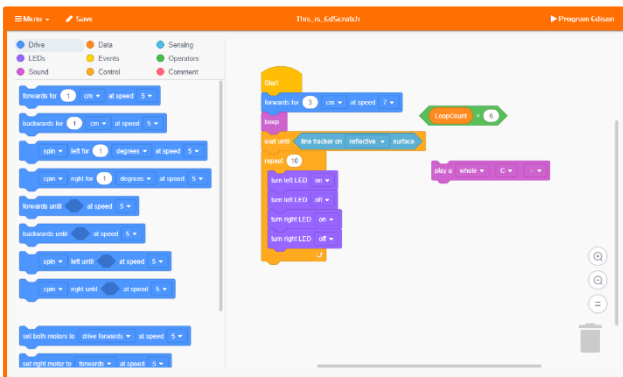 Menu Save This_is_EdScratch Program Edison
Drive Data Sensing
LEDs Events Operators
Sound Control Comment
forwards for 1 cm at speed 5
backwards for 1 cm at speed 5
spin left for 1 degrees at speed 5
spin right for 1 degrees at speed 5
forwards until at speed 5
backwards until at speed 5
spin left until at speed 5
spin right until at speed 5
set both motors to drive forwards at speed 5
set right motor to forwards at speed 5
Start
forwards for 3 cm at speed 7
beep
wait until line tracker on reflective surface
repeat 10
turn left LED on
turn left LED off
turn right LED on
turn right LED off
LoopCount < 6
play a whole C -